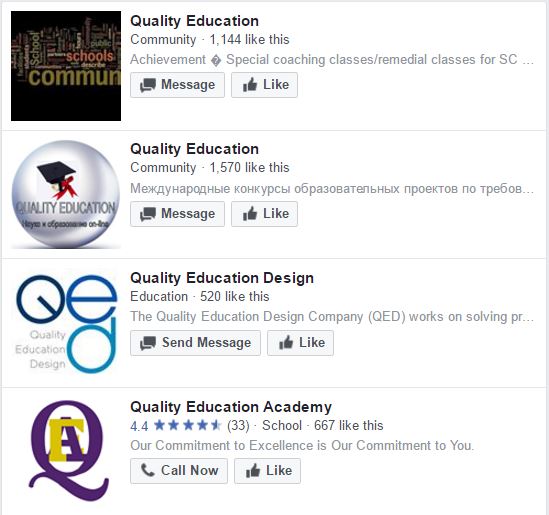 Quality Education
Community · 1,144 like this
Achievement � Special coaching classes/remedial classes for SC ...
Message
Like
School
public
schools
describe
commun
Quality Education
Community · 1,570 like this
Международные конкурсы образовательных проектов по требов...
Message
Like
QUALITY EDUCATION
Наука и образование on-line
Quality Education Design
Education · 520 like this
The Quality Education Design Company (QED) works on solving pr...
Send Message
Like
qed
Quality
Education
Design
Quality Education Academy
4.4 (33) · School · 667 like this
Our Commitment to Excellence is Our Commitment to You.
Call Now
Like
QEA